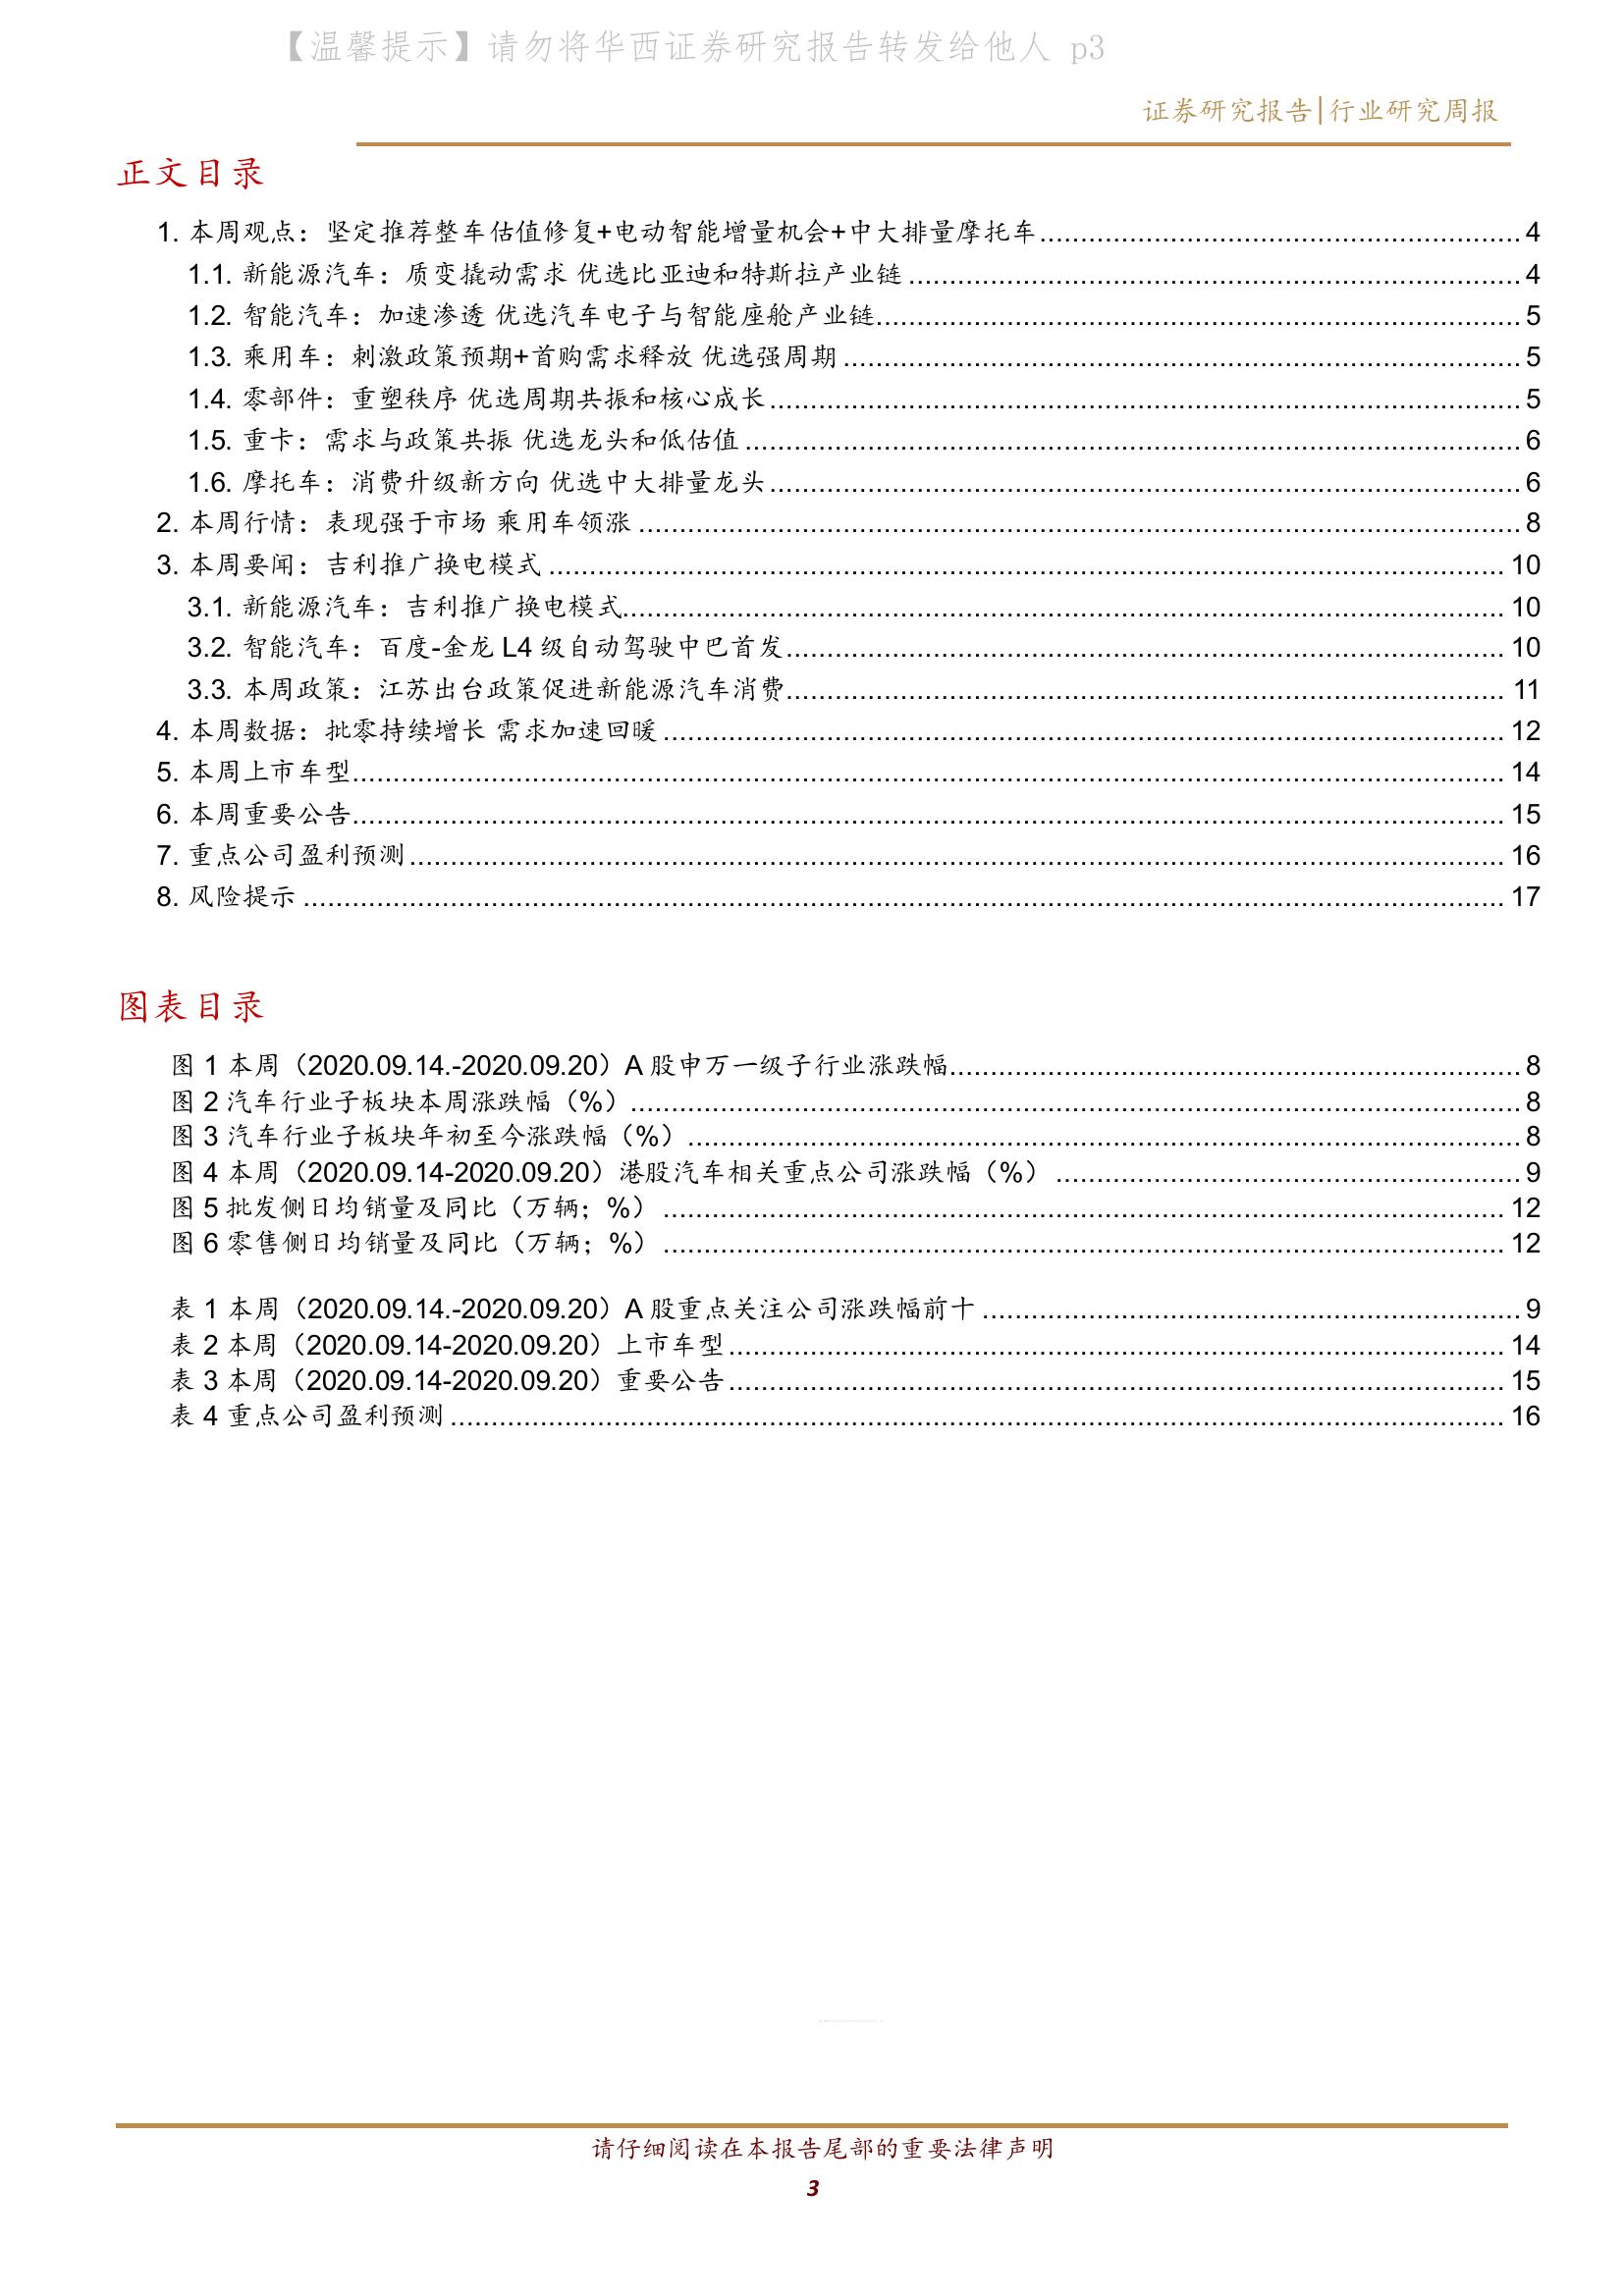 【温馨提示】请勿将华西证券研究报告转发给他人 p3
证券研究报告|行业研究周报
正文目录
1. 本周观点：坚定推荐整车估值修复+电动智能增量机会+中大排量摩托车 4
1.1. 新能源汽车：质变撬动需求 优选比亚迪和特斯拉产业链 4
1.2. 智能汽车：加速渗透 优选汽车电子与智能座舱产业链 5
1.3. 乘用车：刺激政策预期+首购需求释放 优选强周期 5
1.4. 零部件：重塑秩序 优选周期共振和核心成长 5
1.5. 重卡：需求与政策共振 优选龙头和低估值 6
1.6. 摩托车：消费升级新方向 优选中大排量龙头 6
2. 本周行情：表现强于市场 乘用车领涨 8
3. 本周要闻：吉利推广换电模式 10
3.1. 新能源汽车：吉利推广换电模式 10
3.2. 智能汽车：百度-金龙 L4 级自动驾驶中巴首发 10
3.3. 本周政策：江苏出台政策促进新能源汽车消费 11
4. 本周数据：批零持续增长 需求加速回暖 12
5. 本周上市车型 14
6. 本周重要公告 15
7. 重点公司盈利预测 16
8. 风险提示 17
图表目录
图 1 本周（2020.09.14.-2020.09.20）A 股申万一级子行业涨跌幅 8
图 2 汽车行业子板块本周涨跌幅（%） 8
图 3 汽车行业子板块年初至今涨跌幅（%） 8
图 4 本周（2020.09.14-2020.09.20）港股汽车相关重点公司涨跌幅（%） 9
图 5 批发侧日均销量及同比（万辆；%） 12
图 6 零售侧日均销量及同比（万辆；%） 12
表 1 本周（2020.09.14.-2020.09.20）A 股重点关注公司涨跌幅前十 9
表 2 本周（2020.09.14-2020.09.20）上市车型 14
表 3 本周（2020.09.14-2020.09.20）重要公告 15
表 4 重点公司盈利预测 16
请仔细阅读在本报告尾部的重要法律声明
3